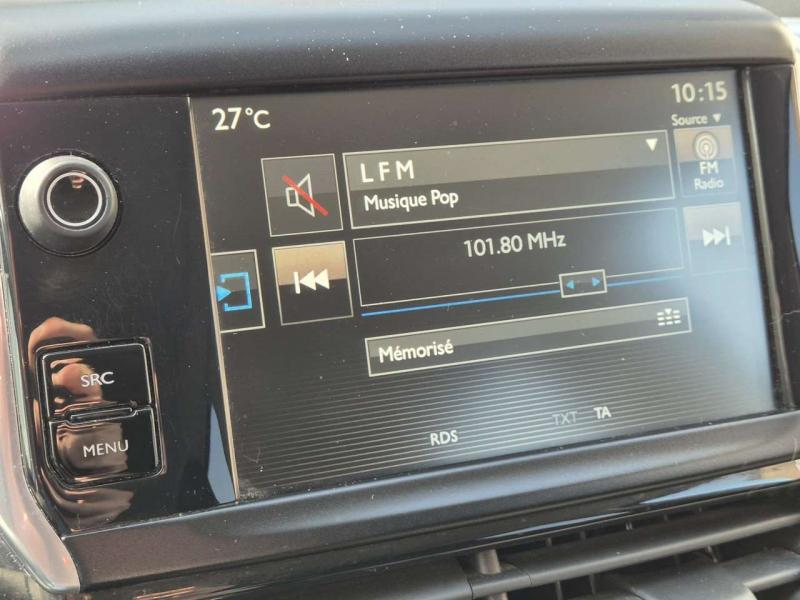 27°C
10:15
Source ▼
LFM
Musique Pop
FM
Radio
101.80 MHz
Mémorisé
SRC
MENU
RDS
TXT TA